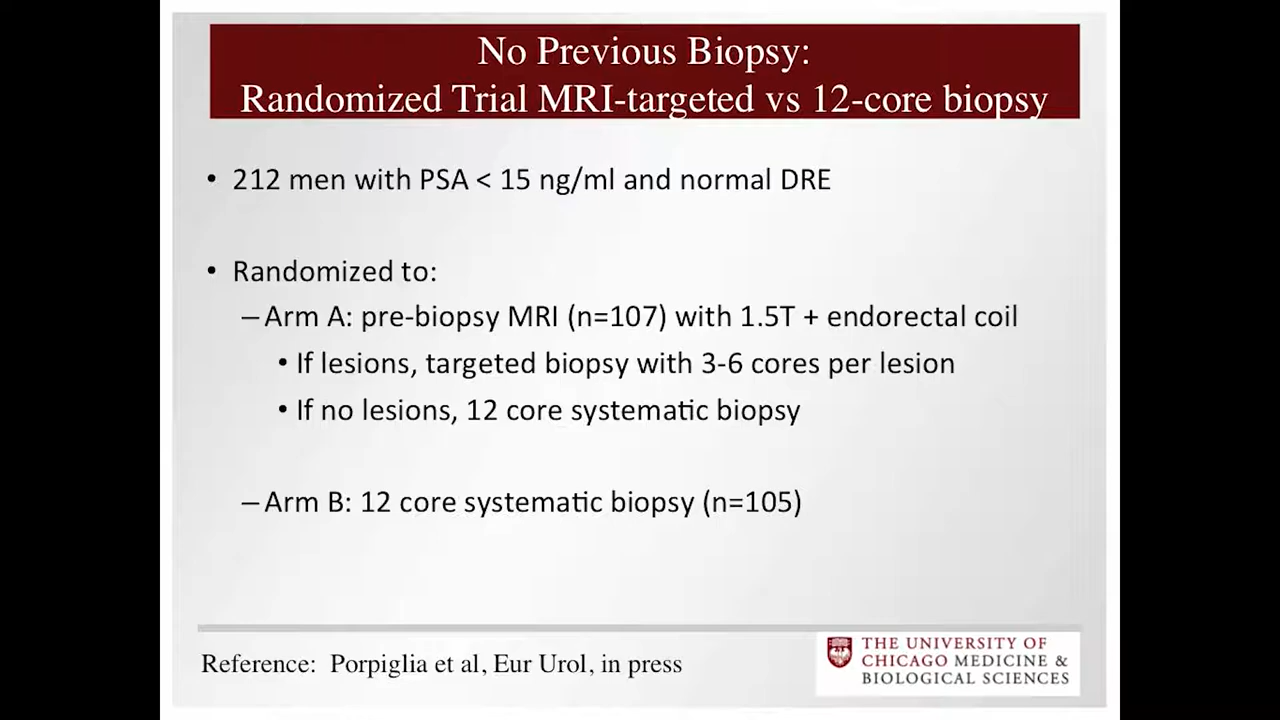 No Previous Biopsy:
Randomized Trial MRI-targeted vs 12-core biopsy
• 212 men with PSA < 15 ng/ml and normal DRE
• Randomized to:
– Arm A: pre-biopsy MRI (n=107) with 1.5T + endorectal coil
• If lesions, targeted biopsy with 3-6 cores per lesion
• If no lesions, 12 core systematic biopsy
– Arm B: 12 core systematic biopsy (n=105)
Reference: Porpiglia et al, Eur Urol, in press
THE UNIVERSITY OF
CHICAGO MEDICINE &
BIOLOGICAL SCIENCES